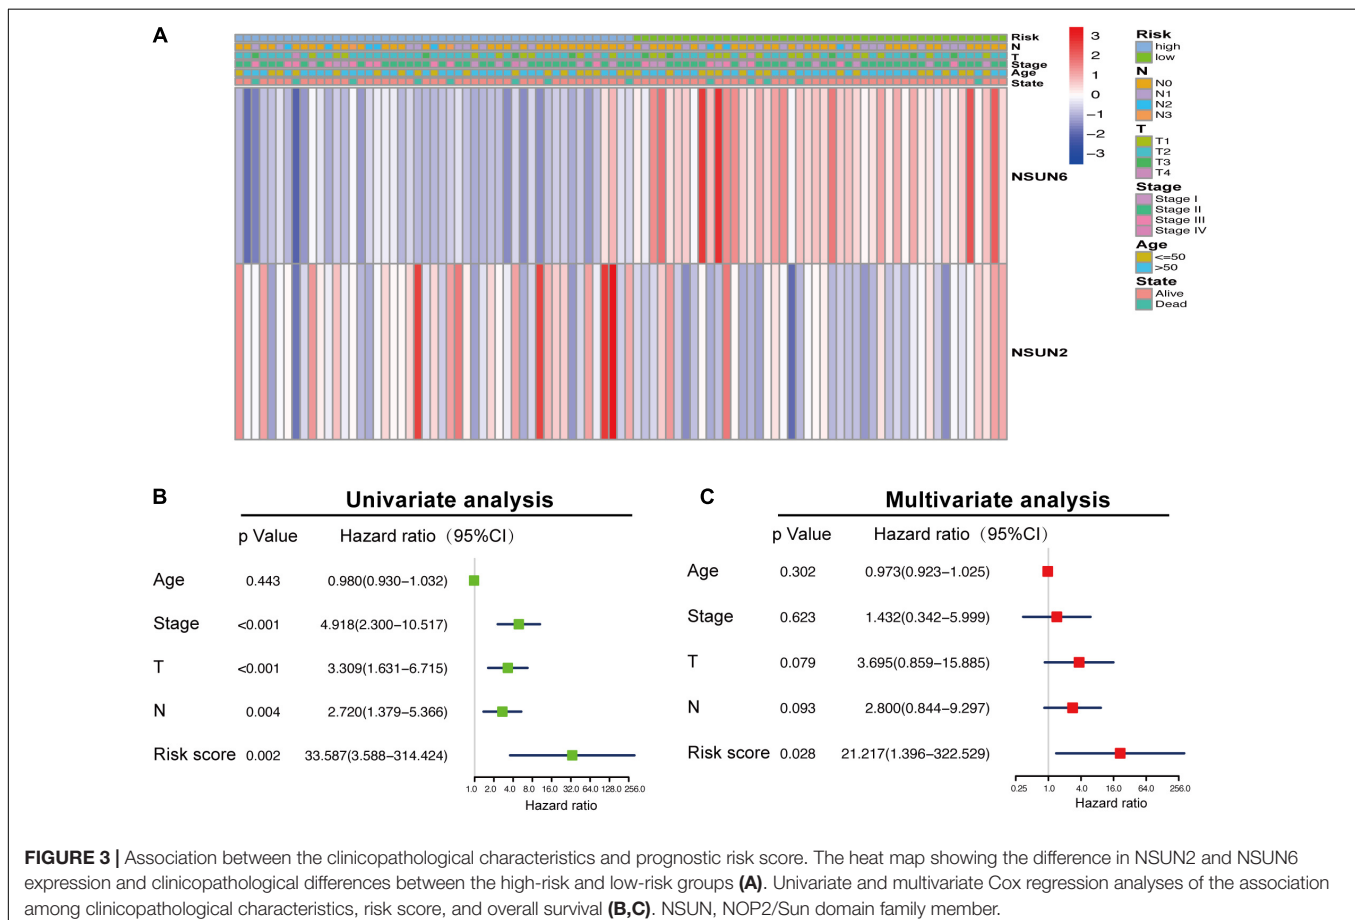 A
Risk
N
T
Stage
Age
State
NSUN6
NSUN2
3
2
1
0
−1
−2
−3
Risk
high
low
N
N0
N1
N2
N3
T
T1
T2
T3
T4
Stage
Stage I
Stage II
Stage III
Stage IV
Age
<=50
>50
State
Alive
Dead
B
Univariate analysis
p Value Hazard ratio （95%CI）
Age 0.443 0.980(0.930−1.032)
Stage <0.001 4.918(2.300−10.517)
T <0.001 3.309(1.631−6.715)
N 0.004 2.720(1.379−5.366)
Risk score 0.002 33.587(3.588−314.424)
1.0 2.0 4.0 8.0 16.0 32.0 64.0 128.0 256.0
Hazard ratio
C
Multivariate analysis
p Value Hazard ratio （95%CI）
Age 0.302 0.973(0.923−1.025)
Stage 0.623 1.432(0.342−5.999)
T 0.079 3.695(0.859−15.885)
N 0.093 2.800(0.844−9.297)
Risk score 0.028 21.217(1.396−322.529)
0.25 1.0 4.0 16.0 64.0 256.0
Hazard ratio
FIGURE 3 | Association between the clinicopathological characteristics and prognostic risk score. The heat map showing the difference in NSUN2 and NSUN6
expression and clinicopathological differences between the high-risk and low-risk groups (A). Univariate and multivariate Cox regression analyses of the association
among clinicopathological characteristics, risk score, and overall survival (B,C). NSUN, NOP2/Sun domain family member.